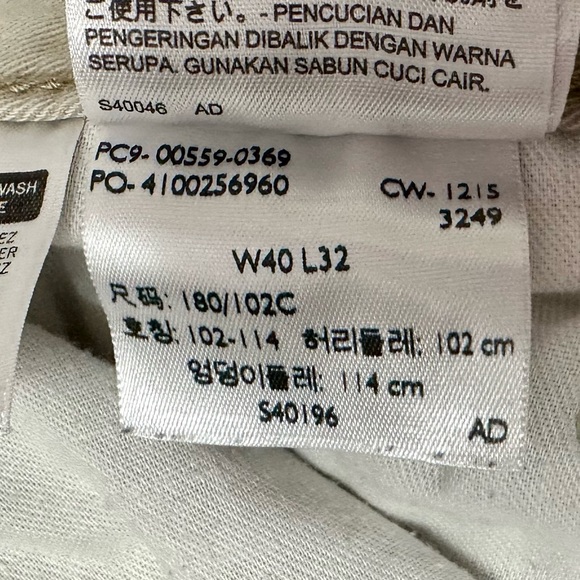 ご使用下さい。-PENCUCIAN DAN
PENGERINGAN DIBALIK DENGAN WARNA
SERUPA. GUNAKAN SABUN CUCI CAIR.
S40046 AD
WASH
PC9-00559-0369
PO-4100256960
CW-1215
3249
W40 L32
尺码: 180/102C
호칭: 102-114 허리둘레: 102 cm
엉덩이둘레: 114 cm
S40196
AD